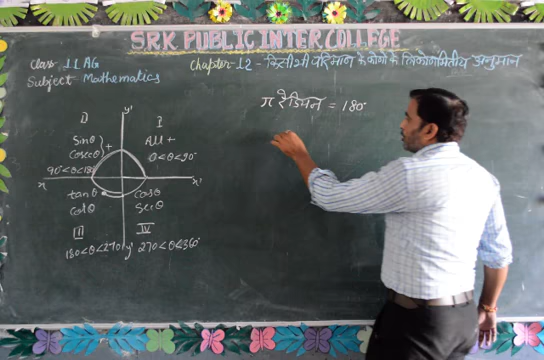 S.R.K PUBLIC INTER COLLEGE
Class- 11 AG
Chapter-12 - किसी भी परिमाण के कोणों के त्रिकोणमितीय अनुमान
Subject- Mathematics
y'
π रेडियन = 180°
II
I
Sinθ
Cosecθ } +
All +
0<θ<90°
90°<θ<180
x
x'
tanθ
cotθ
cosθ
Secθ
III
IV
180<θ<270
y'
270<θ<360°